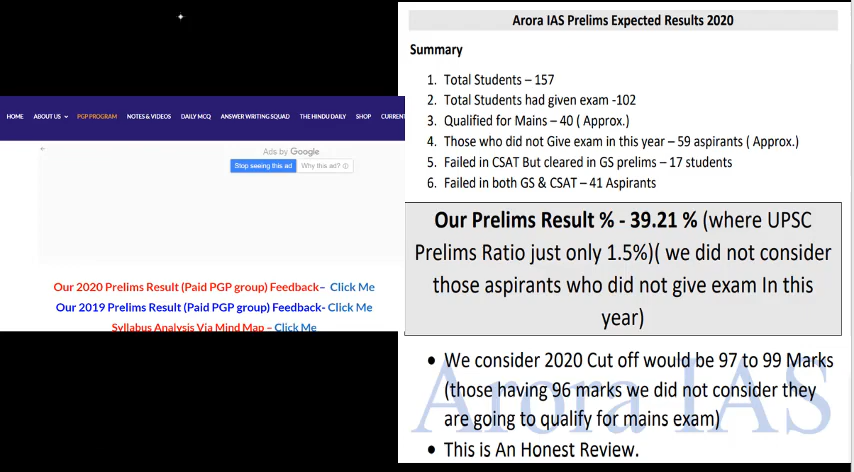 HOME ABOUT US PGP PROGRAM NOTES & VIDEOS DAILY MCQ ANSWER WRITING SQUAD THE HINDU DAILY SHOP CURRENT
Ads by Google
Stop seeing this ad Why this ad?
Our 2020 Prelims Result (Paid PGP group) Feedback– Click Me
Our 2019 Prelims Result (Paid PGP group) Feedback- Click Me
Syllabus Analysis Via Mind Map – Click Me
Arora IAS Prelims Expected Results 2020
Summary
1. Total Students – 157
2. Total Students had given exam -102
3. Qualified for Mains – 40 ( Approx.)
4. Those who did not Give exam in this year – 59 aspirants ( Approx.)
5. Failed in CSAT But cleared in GS prelims – 17 students
6. Failed in both GS & CSAT – 41 Aspirants
Our Prelims Result % - 39.21 % (where UPSC
Prelims Ratio just only 1.5%)( we did not consider
those aspirants who did not give exam In this
year)
• We consider 2020 Cut off would be 97 to 99 Marks
(those having 96 marks we did not consider they
are going to qualify for mains exam)
• This is An Honest Review.
Arora IAS